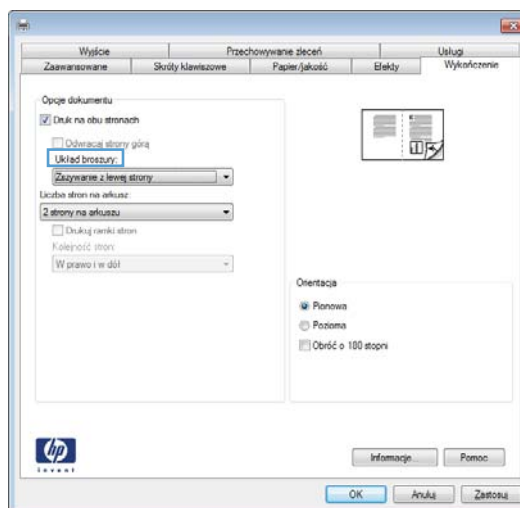 Wyjście Przechowywanie zleceń Usługi
Zaawansowane Skróty klawiszowe Papier/jakość Efekty Wykończenie
Opcje dokumentu
Druk na obu stronach
Odwracaj strony górą
Układ broszury:
Zszywanie z lewej strony
Liczba stron na arkusz:
2 strony na arkuszu
Drukuj ramki stron
Kolejność stron:
W prawo i w dół
Orientacja
Pionowa
Pozioma
Obróć o 180 stopni
hp
invent
Informacje... Pomoc
OK Anuluj Zastosuj